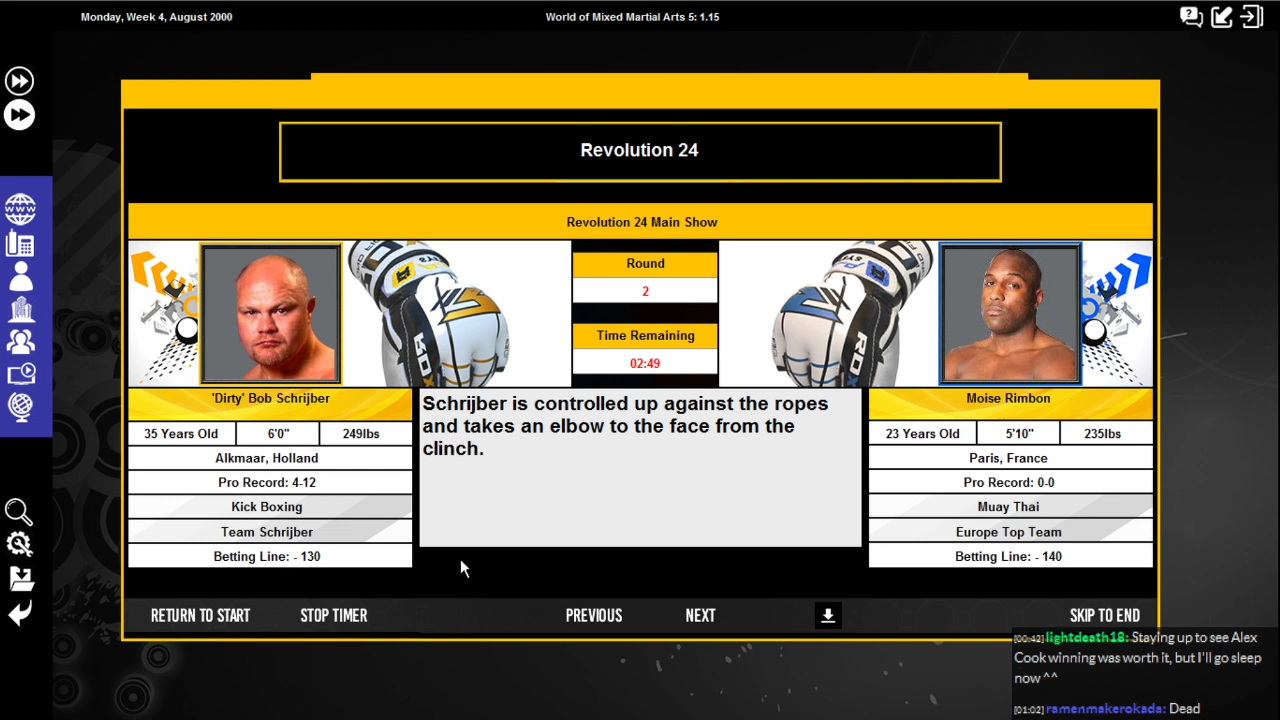 Monday, Week 4, August 2000
World of Mixed Martial Arts 5: 1.15
Revolution 24
Revolution 24 Main Show
Round
2
Time Remaining
02:49
RDX
RDX
'Dirty' Bob Schrijber
35 Years Old
6'0"
249lbs
Alkmaar, Holland
Pro Record: 4-12
Kick Boxing
Team Schrijber
Betting Line: - 130
Schrijber is controlled up against the ropes
and takes an elbow to the face from the
clinch.
Moise Rimbon
23 Years Old
5'10"
235lbs
Paris, France
Pro Record: 0-0
Muay Thai
Europe Top Team
Betting Line: - 140
RETURN TO START
STOP TIMER
PREVIOUS
NEXT
SKIP TO END
[00:42] lightdeath18: Staying up to see Alex
Cook winning was worth it, but I'll go sleep
now ^^
[01:02] ramenmakerokada: Dead